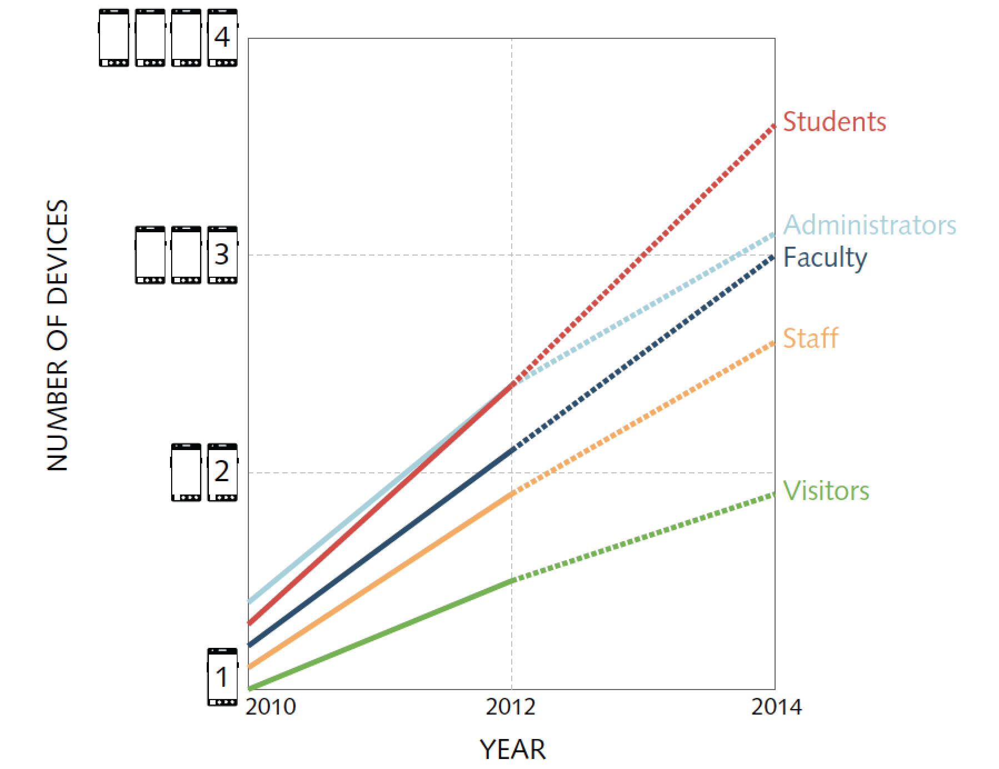 4
Students
Administrators
3
Faculty
NUMBER OF DEVICES
Staff
2
Visitors
1
2010 2012 2014
YEAR